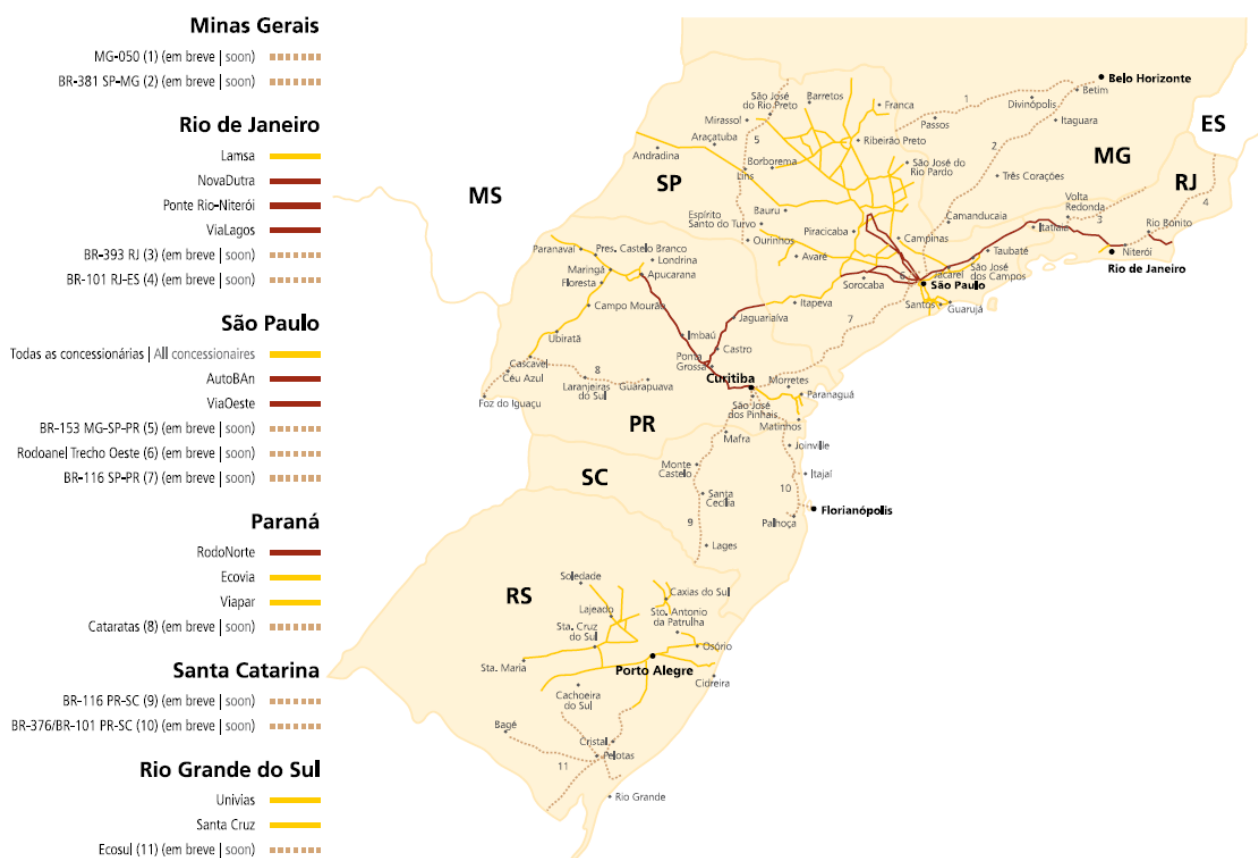 Minas Gerais
MG-050 (1) (em breve | soon)
BR-381 SP-MG (2) (em breve | soon)
Rio de Janeiro
Lamsa
NovaDutra
Ponte Rio-Niterói
ViaLagos
BR-393 RJ (3) (em breve | soon)
BR-101 RJ-ES (4) (em breve | soon)
São Paulo
Todas as concessionárias | All concessionaires
AutoBAn
ViaOeste
BR-153 MG-SP-PR (5) (em breve | soon)
Rodoanel Trecho Oeste (6) (em breve | soon)
BR-116 SP-PR (7) (em breve | soon)
Paraná
RodoNorte
Ecovia
Viapar
Cataratas (8) (em breve | soon)
Santa Catarina
BR-116 PR-SC (9) (em breve | soon)
BR-376/BR-101 PR-SC (10) (em breve | soon)
Rio Grande do Sul
Univias
Santa Cruz
Ecosul (11) (em breve | soon)
Belo Horizonte
Betim
São José
do Rio Preto
Barretos
Franca
1
Divinópolis
Passos
Itaguara
ES
Mirassol
5
Araçatuba
Ribeirão Preto
2
MG
Andradina
Borborema
São José do
Rio Pardo
Lins
SP
Três Corações
RJ
MS
Volta
Redonda
3
4
Bauru
Espírito
Santo do Turvo
Piracicaba
Camanducaia
Itatiaia
Rio Bonito
Ourinhos
Campinas
Taubaté
Niterói
Paranavaí
Pres. Castelo Branco
Londrina
Avaré
Rio de Janeiro
Maringá
Apucarana
Floresta
Sorocaba
6
Jacareí
São José
dos Campos
São Paulo
Campo Mourão
Itapeva
Santos
Guarujá
Jaguariaíva
7
Ubiratã
Imbaú
Castro
Cascavel
Céu Azul
8
Ponta
Grossa
Laranjeiras
do Sul
Guarapuava
Curitiba
Morretes
Foz do Iguaçu
Paranaguá
São José
dos Pinhais
Matinhos
PR
Mafra
Joinville
Monte
Castelo
SC
Itajaí
10
Santa
Cecília
Florianópolis
9
Palhoça
Lages
Soledade
RS
Caxias do Sul
Lajeado
Sto. Antonio
da Patrulha
Sta. Cruz
do Sul
Osório
Sta. Maria
Porto Alegre
Cidreira
Cachoeira
do Sul
Bagé
Cristal
Pelotas
11
Rio Grande